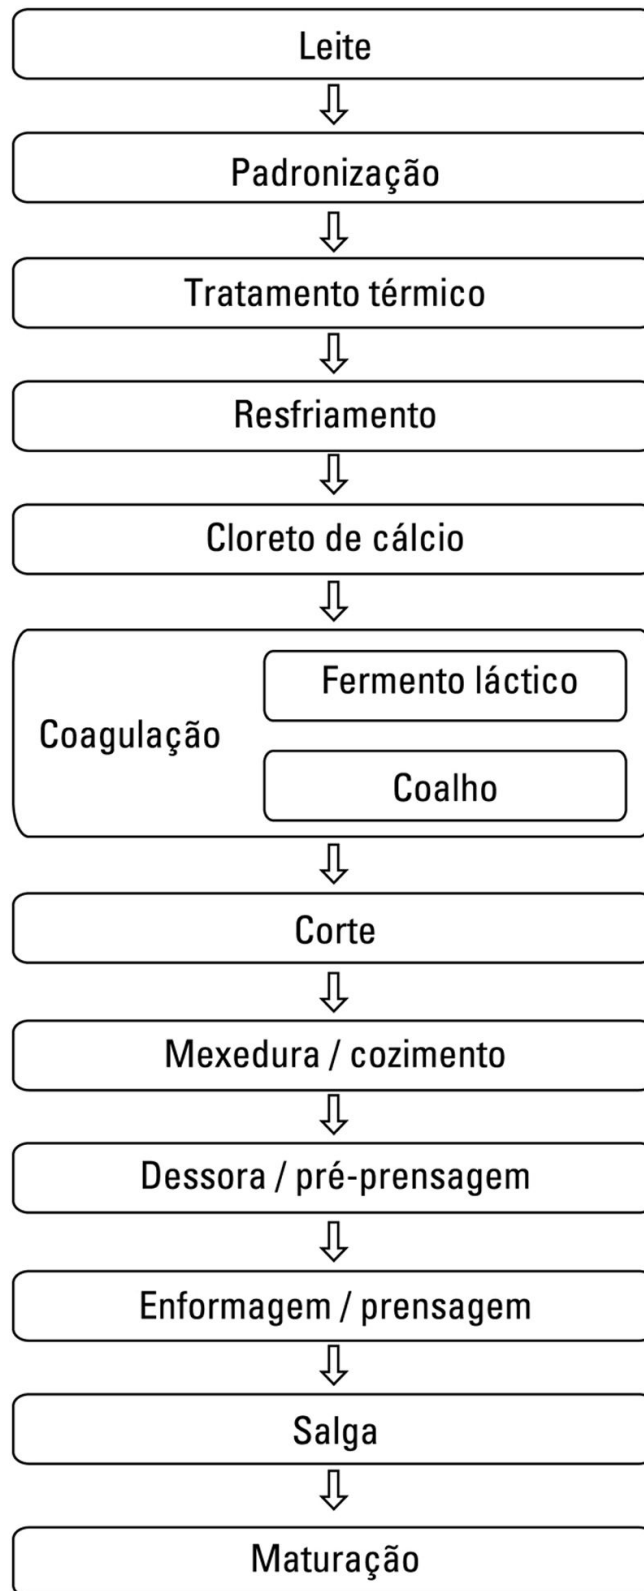 Leite
Padronização
Tratamento térmico
Resfriamento
Cloreto de cálcio
Coagulação
Fermento láctico
Coalho
Corte
Mexedura / cozimento
Dessora / pré-prensagem
Enformagem / prensagem
Salga
Maturação